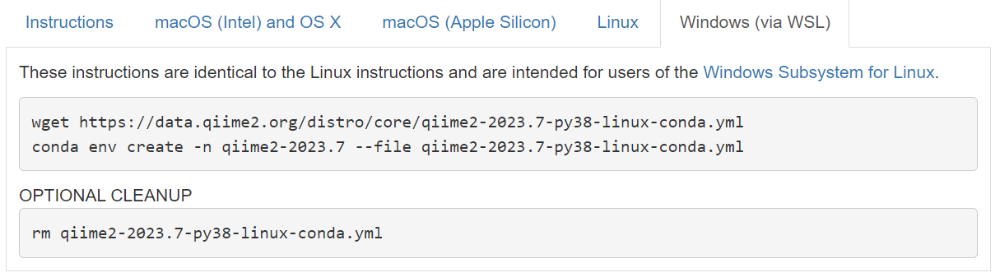 Instructions macOS (Intel) and OS X macOS (Apple Silicon) Linux Windows (via WSL)
These instructions are identical to the Linux instructions and are intended for users of the Windows Subsystem for Linux.
wget https://data.qiime2.org/distro/core/qiime2-2023.7-py38-linux-conda.yml
conda env create -n qiime2-2023.7 --file qiime2-2023.7-py38-linux-conda.yml
OPTIONAL CLEANUP
rm qiime2-2023.7-py38-linux-conda.yml